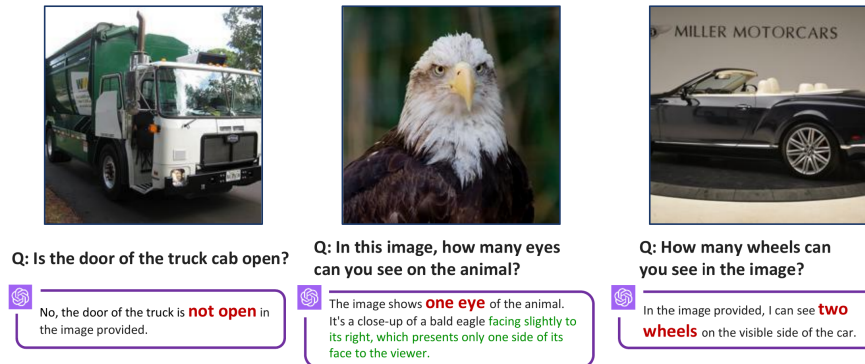 MILLER MOTORCARS
Q: Is the door of the truck cab open?
No, the door of the truck is not open in
the image provided.
Q: In this image, how many eyes
can you see on the animal?
The image shows one eye of the animal.
It's a close-up of a bald eagle facing slightly to
its right, which presents only one side of its
face to the viewer.
Q: How many wheels can
you see in the image?
In the image provided, I can see two
wheels on the visible side of the car.